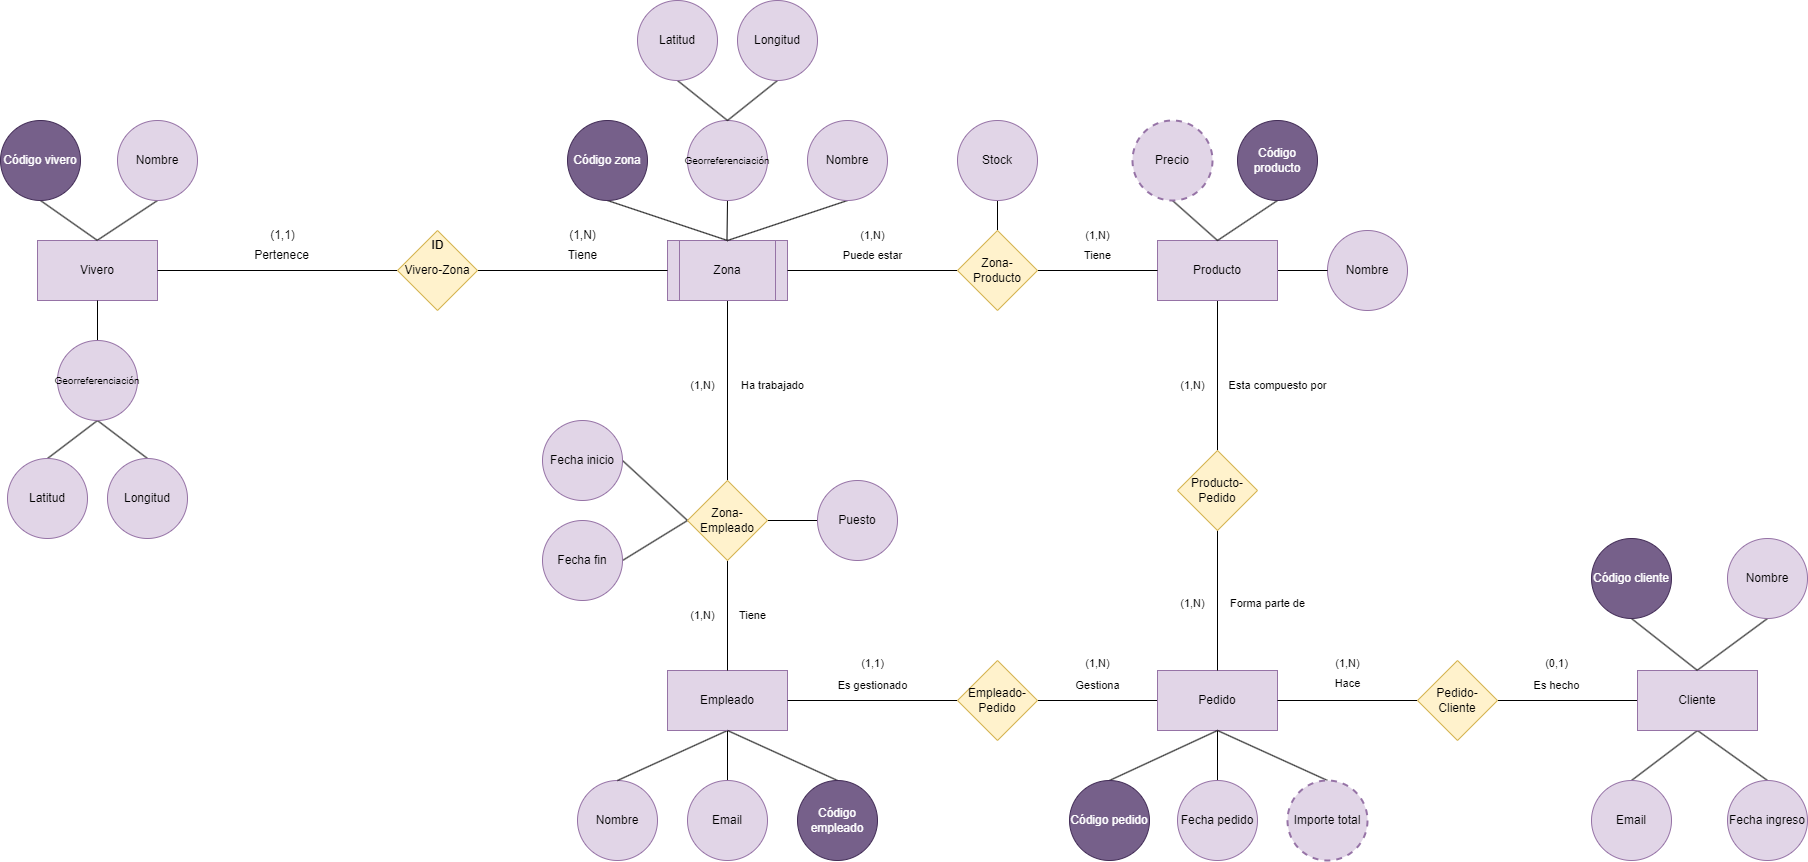 Latitud
Longitud
Código vivero
Nombre
Código zona
Georreferenciación
Nombre
Stock
Precio
Código
producto
(1,1)
Pertenece
ID
Vivero-Zona
(1,N)
Tiene
(1,N)
Puede estar
Zona-
Producto
(1,N)
Tiene
Vivero
Zona
Producto
Nombre
Georreferenciación
Latitud
Longitud
(1,N)
Ha trabajado
(1,N)
Esta compuesto por
Fecha inicio
Fecha fin
Zona-
Empleado
Puesto
Producto-
Pedido
(1,N)
Tiene
(1,N)
Forma parte de
Código cliente
Nombre
Empleado
(1,1)
Es gestionado
Empleado-
Pedido
(1,N)
Gestiona
Pedido
(1,N)
Hace
Pedido-
Cliente
(0,1)
Es hecho
Cliente
Nombre
Email
Código
empleado
Código pedido
Fecha pedido
Importe total
Email
Fecha ingreso